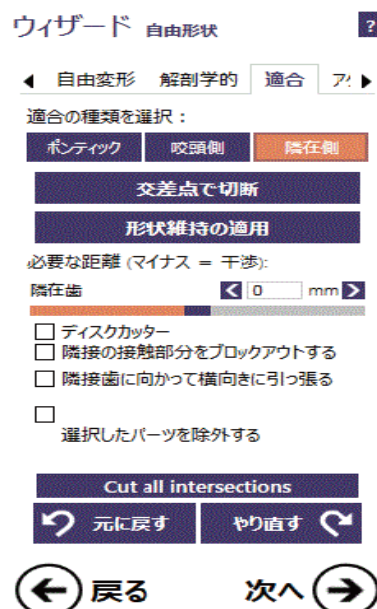 ウィザード 自由形状 ?
自由変形 解剖学的 適合
適合の種類を選択：
ポンティック 咬頭側 隣在側
交差点で切断
形状維持の適用
必要な距離 (マイナス = 干渉):
隣在歯 0 mm
ディスクカッター
隣接の接触部分をブロックアウトする
隣接歯に向かって横向きに引っ張る
選択したパーツを除外する
Cut all intersections
元に戻す やり直す
戻る 次へ